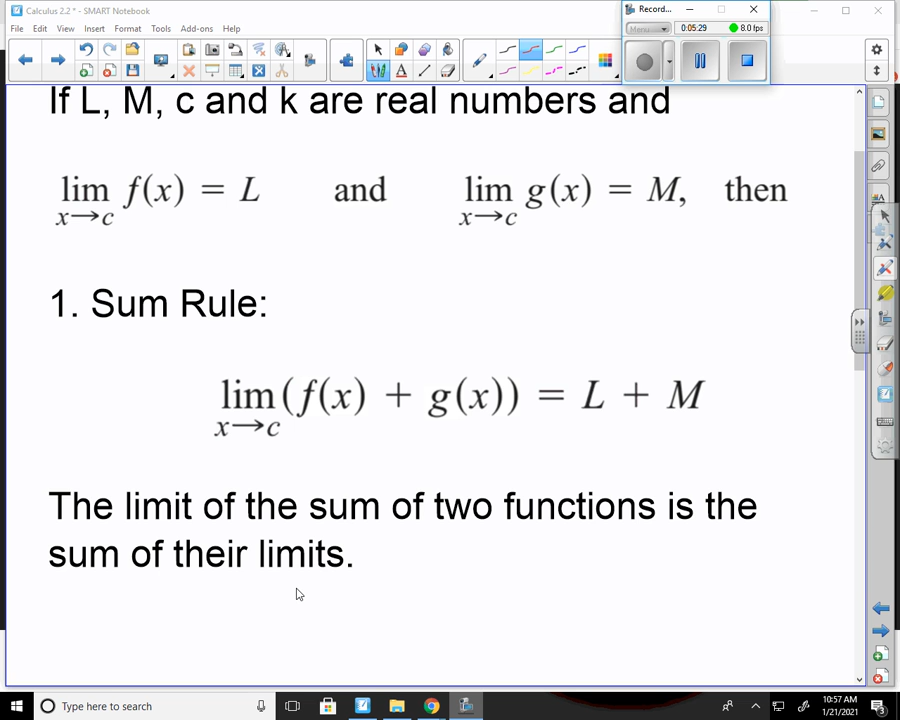 Calculus 2.2 * - SMART Notebook
Record...
File Edit View Insert Format Tools Add-ons Help
Menu
0:05:29
8.0 fps
If L, M, c and k are real numbers and
lim f(x) = L and lim g(x) = M, then
x→c x→c
1. Sum Rule:
lim (f(x) + g(x)) = L + M
x→c
The limit of the sum of two functions is the
sum of their limits.
Type here to search
10:57 AM
1/21/2021
3